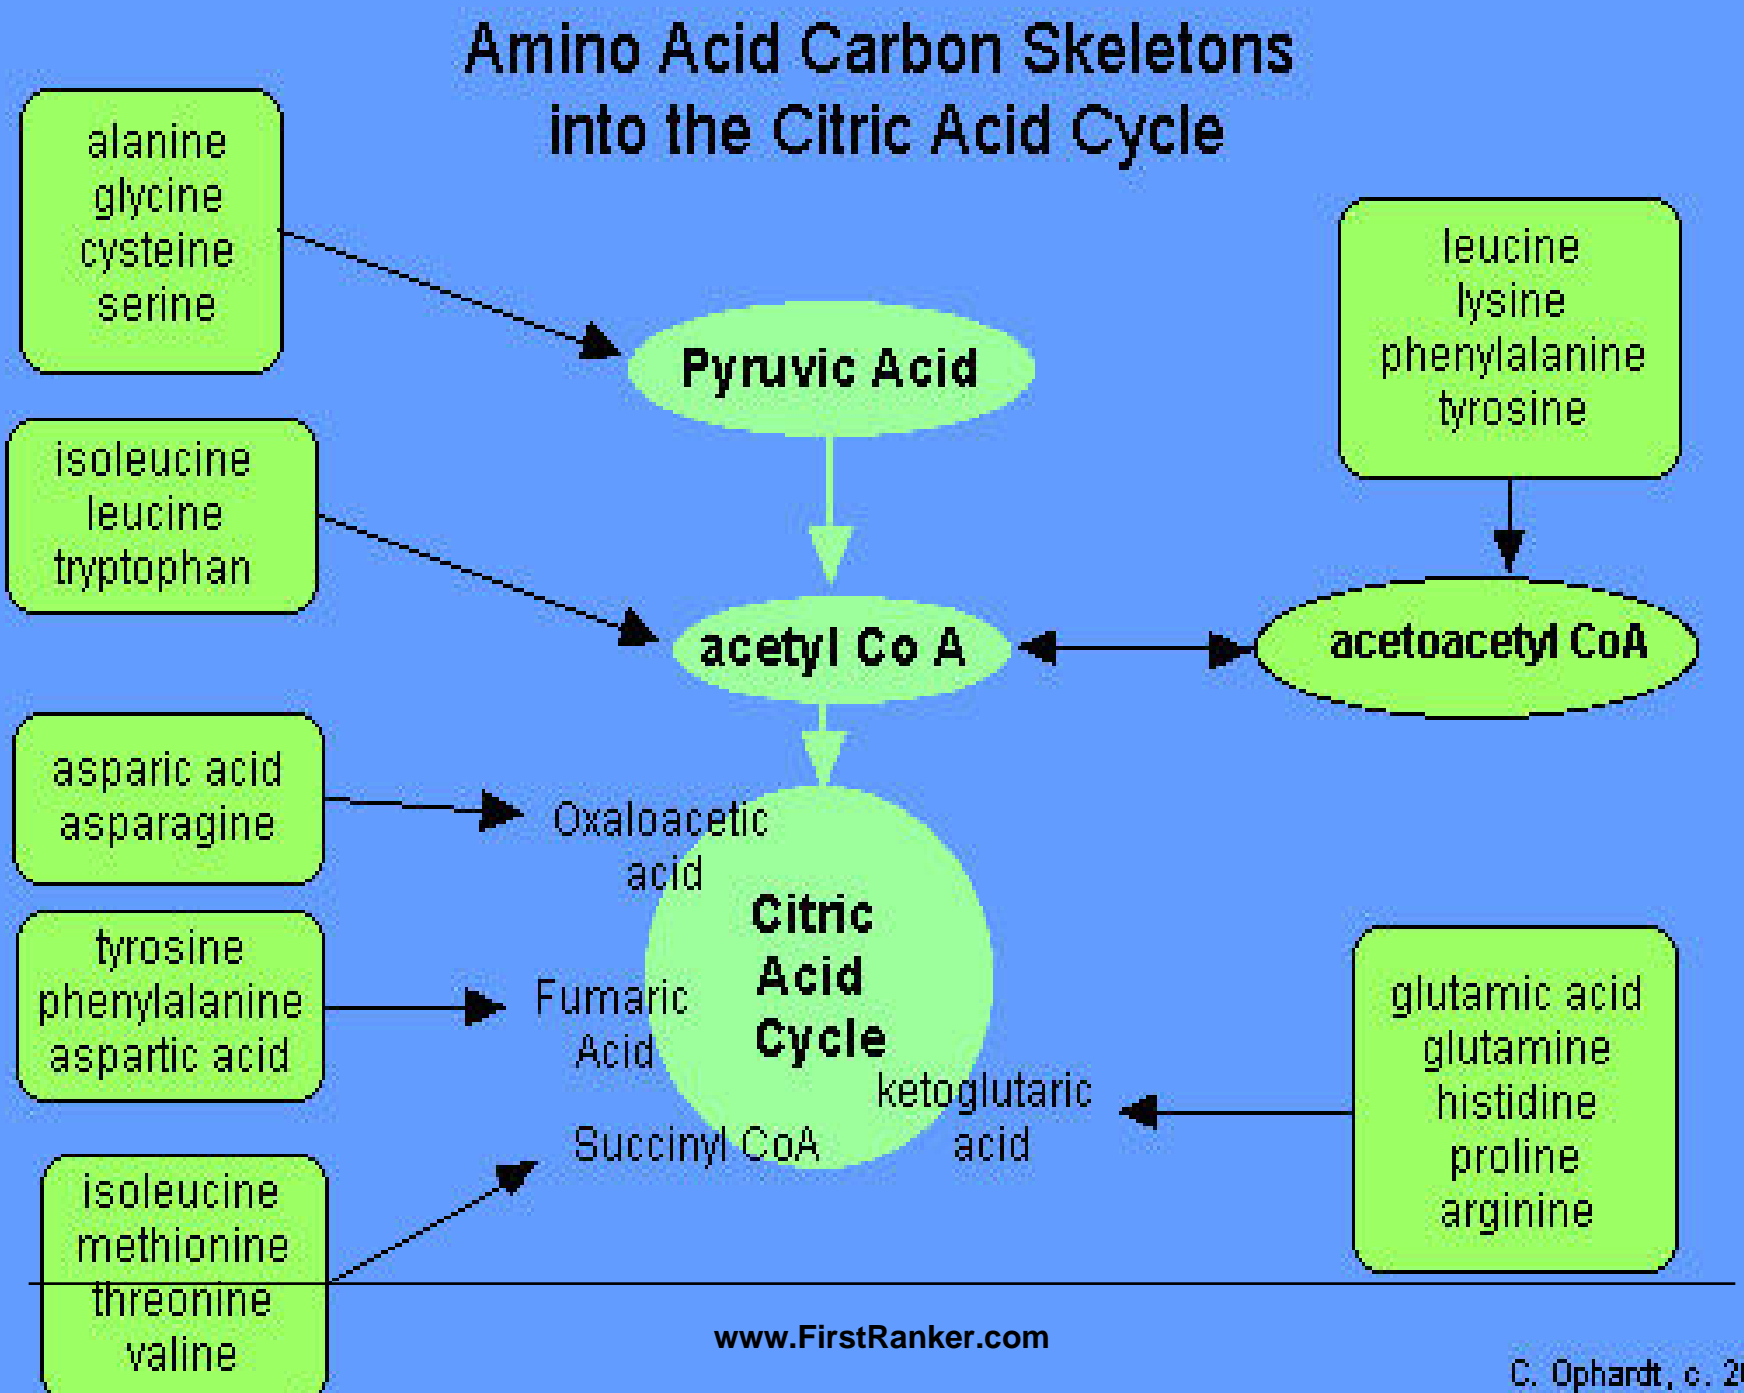 Amino Acid Carbon Skeletons
into the Citric Acid Cycle
alanine
glycine
cysteine
serine
leucine
lysine
phenylalanine
tyrosine
Pyruvic Acid
isoleucine
leucine
tryptophan
acetyl Co A
acetoacetyl CoA
asparic acid
asparagine
Oxaloacetic
acid
Citric
Acid
Cycle
tyrosine
phenylalanine
aspartic acid
Fumaric
Acid
glutamic acid
glutamine
histidine
proline
arginine
ketoglutaric
acid
Succinyl CoA
isoleucine
methionine
threonine
valine
www.FirstRanker.com
C. Ophardt, c.